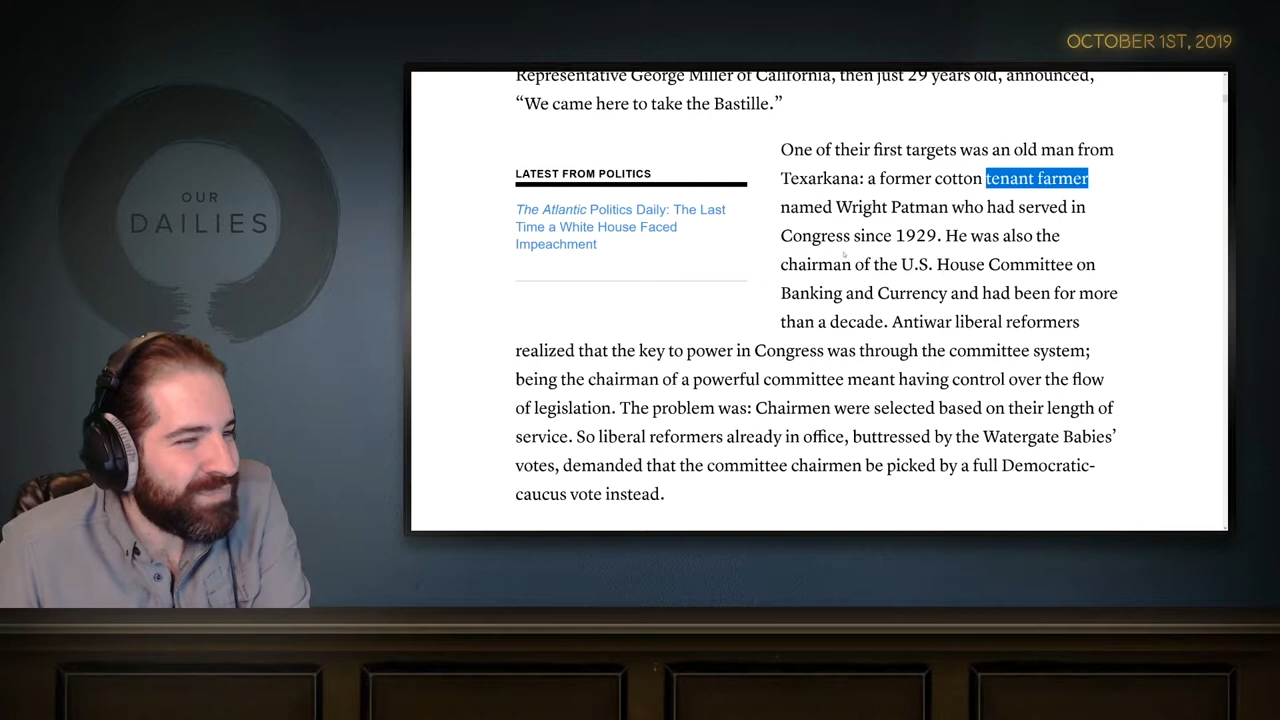 OCTOBER 1ST, 2019
OUR
DAILIES
Representative George Miller of California, then just 29 years old, announced,
“We came here to take the Bastille.”
LATEST FROM POLITICS
The Atlantic Politics Daily: The Last
Time a White House Faced
Impeachment
One of their first targets was an old man from
Texarkana: a former cotton tenant farmer
named Wright Patman who had served in
Congress since 1929. He was also the
chairman of the U.S. House Committee on
Banking and Currency and had been for more
than a decade. Antiwar liberal reformers
realized that the key to power in Congress was through the committee system;
being the chairman of a powerful committee meant having control over the flow
of legislation. The problem was: Chairmen were selected based on their length of
service. So liberal reformers already in office, buttressed by the Watergate Babies’
votes, demanded that the committee chairmen be picked by a full Democratic-
caucus vote instead.